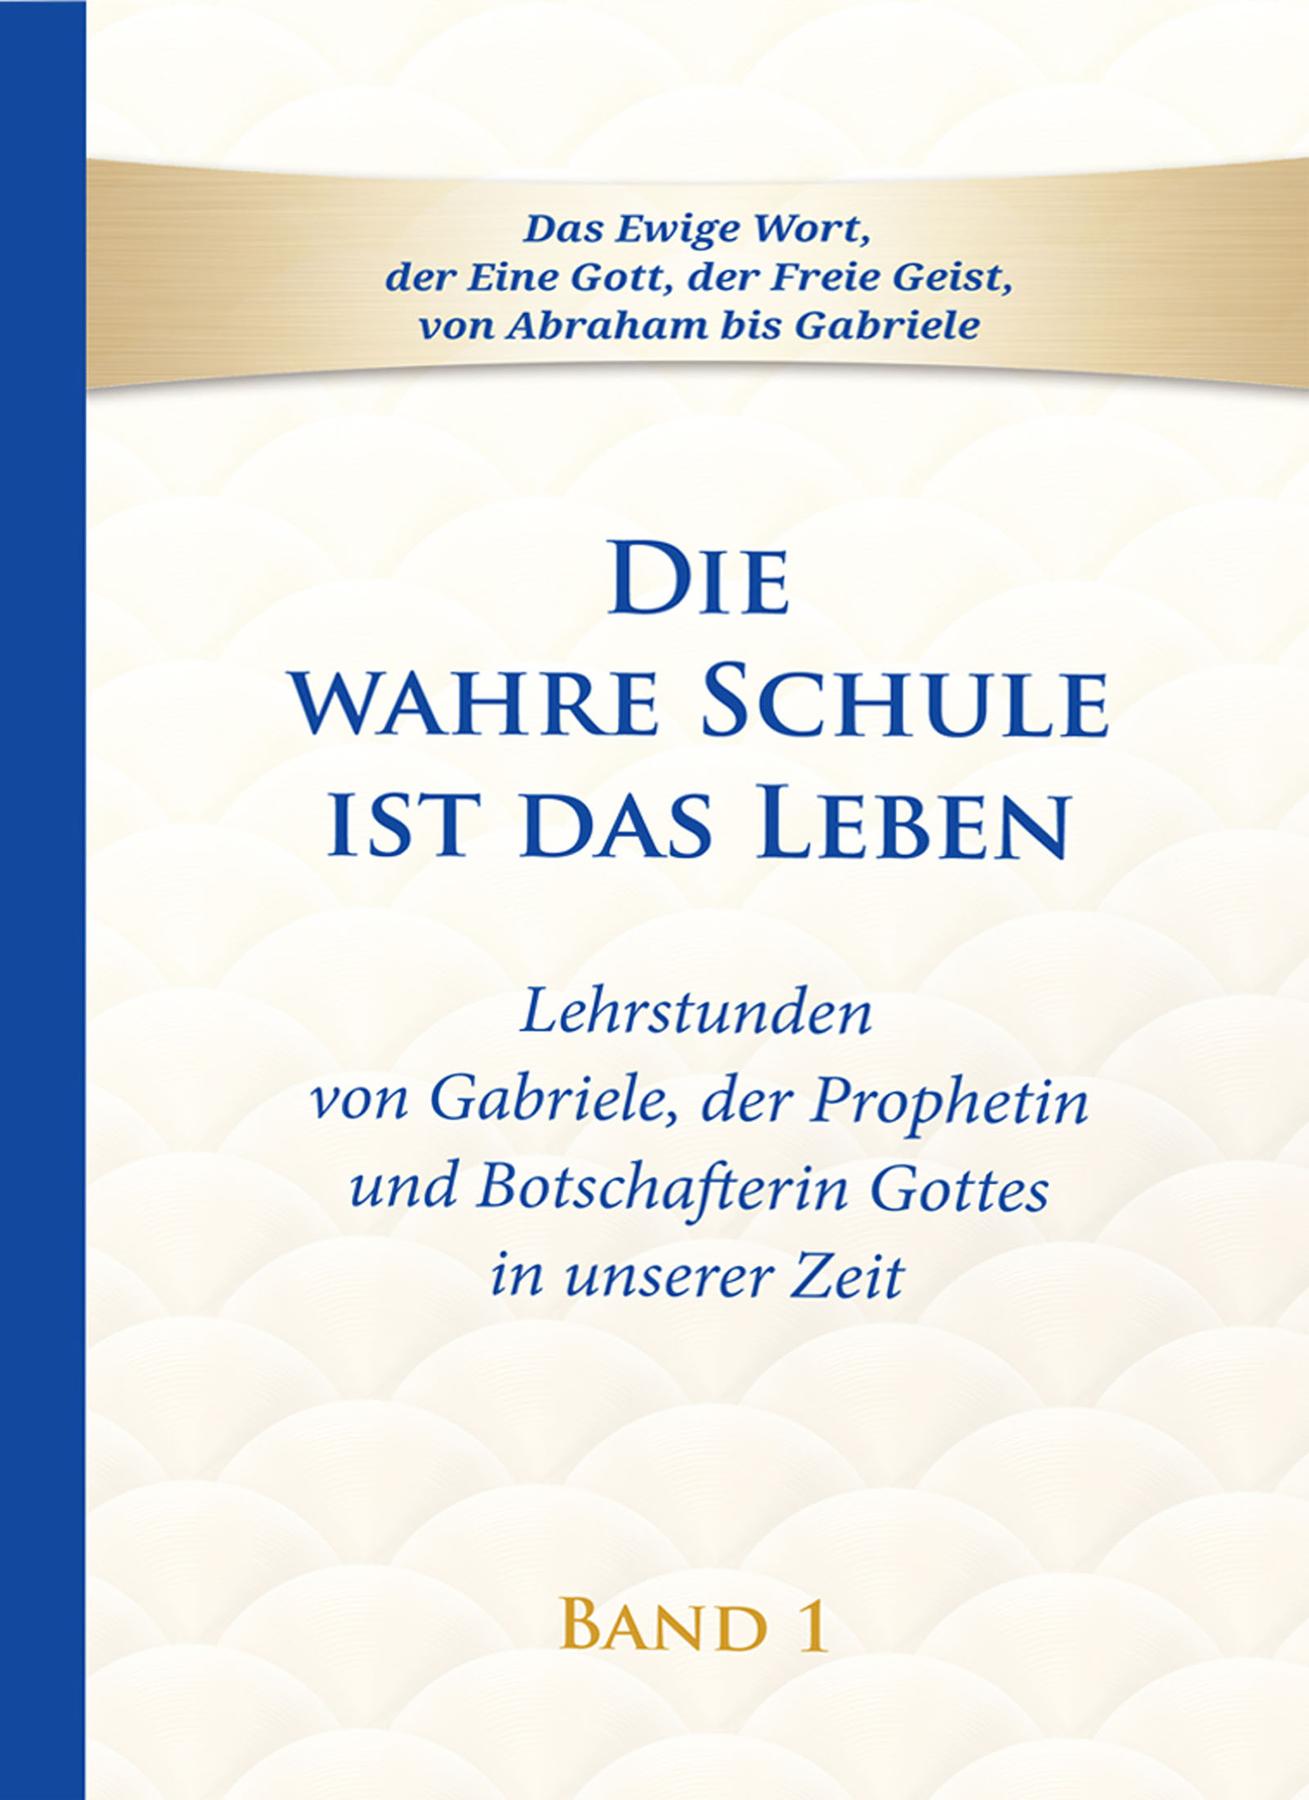 Das Ewige Wort,
der Eine Gott, der Freie Geist,
von Abraham bis Gabriele
Die
wahre Schule
ist das Leben
Lehrstunden
von Gabriele, der Prophetin
und Botschafterin Gottes
in unserer Zeit
Band 1